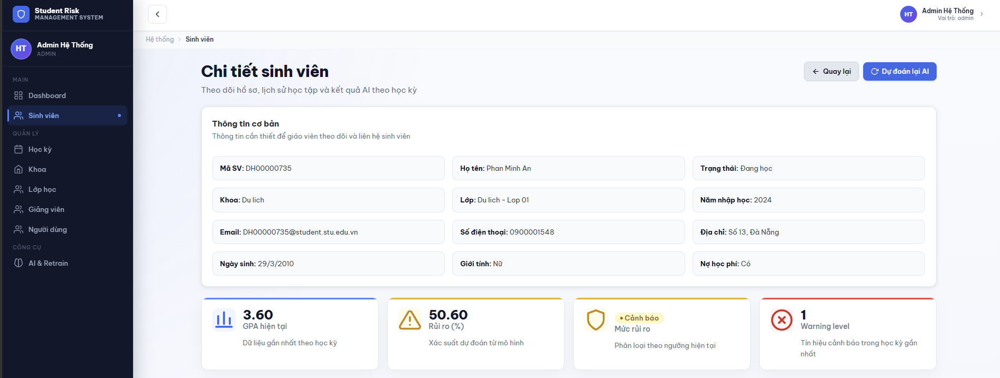 Student Risk
MANAGEMENT SYSTEM
HT
Admin Hệ Thống
ADMIN
MAIN
Dashboard
Sinh viên
QUẢN LÝ
Học kỳ
Khoa
Lớp học
Giảng viên
Người dùng
CÔNG CỤ
AI & Retrain
HT
Admin Hệ Thống
Vai trò: admin
Hệ thống > Sinh viên
Chi tiết sinh viên
Theo dõi hồ sơ, lịch sử học tập và kết quả AI theo học kỳ
Quay lại
Dự đoán lại AI
Thông tin cơ bản
Thông tin cần thiết để giáo viên theo dõi và liên hệ sinh viên
Mã SV: DH00000735
Họ tên: Phan Minh An
Trạng thái: Đang học
Khoa: Du lich
Lớp: Du lich - Lop 01
Năm nhập học: 2024
Email: DH00000735@student.stu.edu.vn
Số điện thoại: 0900001548
Địa chỉ: Số 13, Đà Nẵng
Ngày sinh: 29/3/2010
Giới tính: Nữ
Nợ học phí: Có
3.60
GPA hiện tại
Dữ liệu gần nhất theo học kỳ
50.60
Rủi ro (%)
Xác suất dự đoán từ mô hình
• Cảnh báo
Mức rủi ro
Phân loại theo ngưỡng hiện tại
1
Warning level
Tín hiệu cảnh báo trong học kỳ gần
nhất